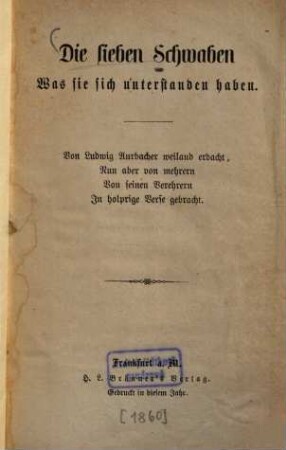 Die sieben Schwaben
Was sie sich unterstanden haben.
Von Ludwig Aurbacher weiland erdacht,
Nun aber von mehrern
Von seinen Verehrern
In holprige Verse gebracht.
Frankfurt a. M.
H. L. Brönner's Verlag.
Gedruckt in diesem Jahr.
[1860]